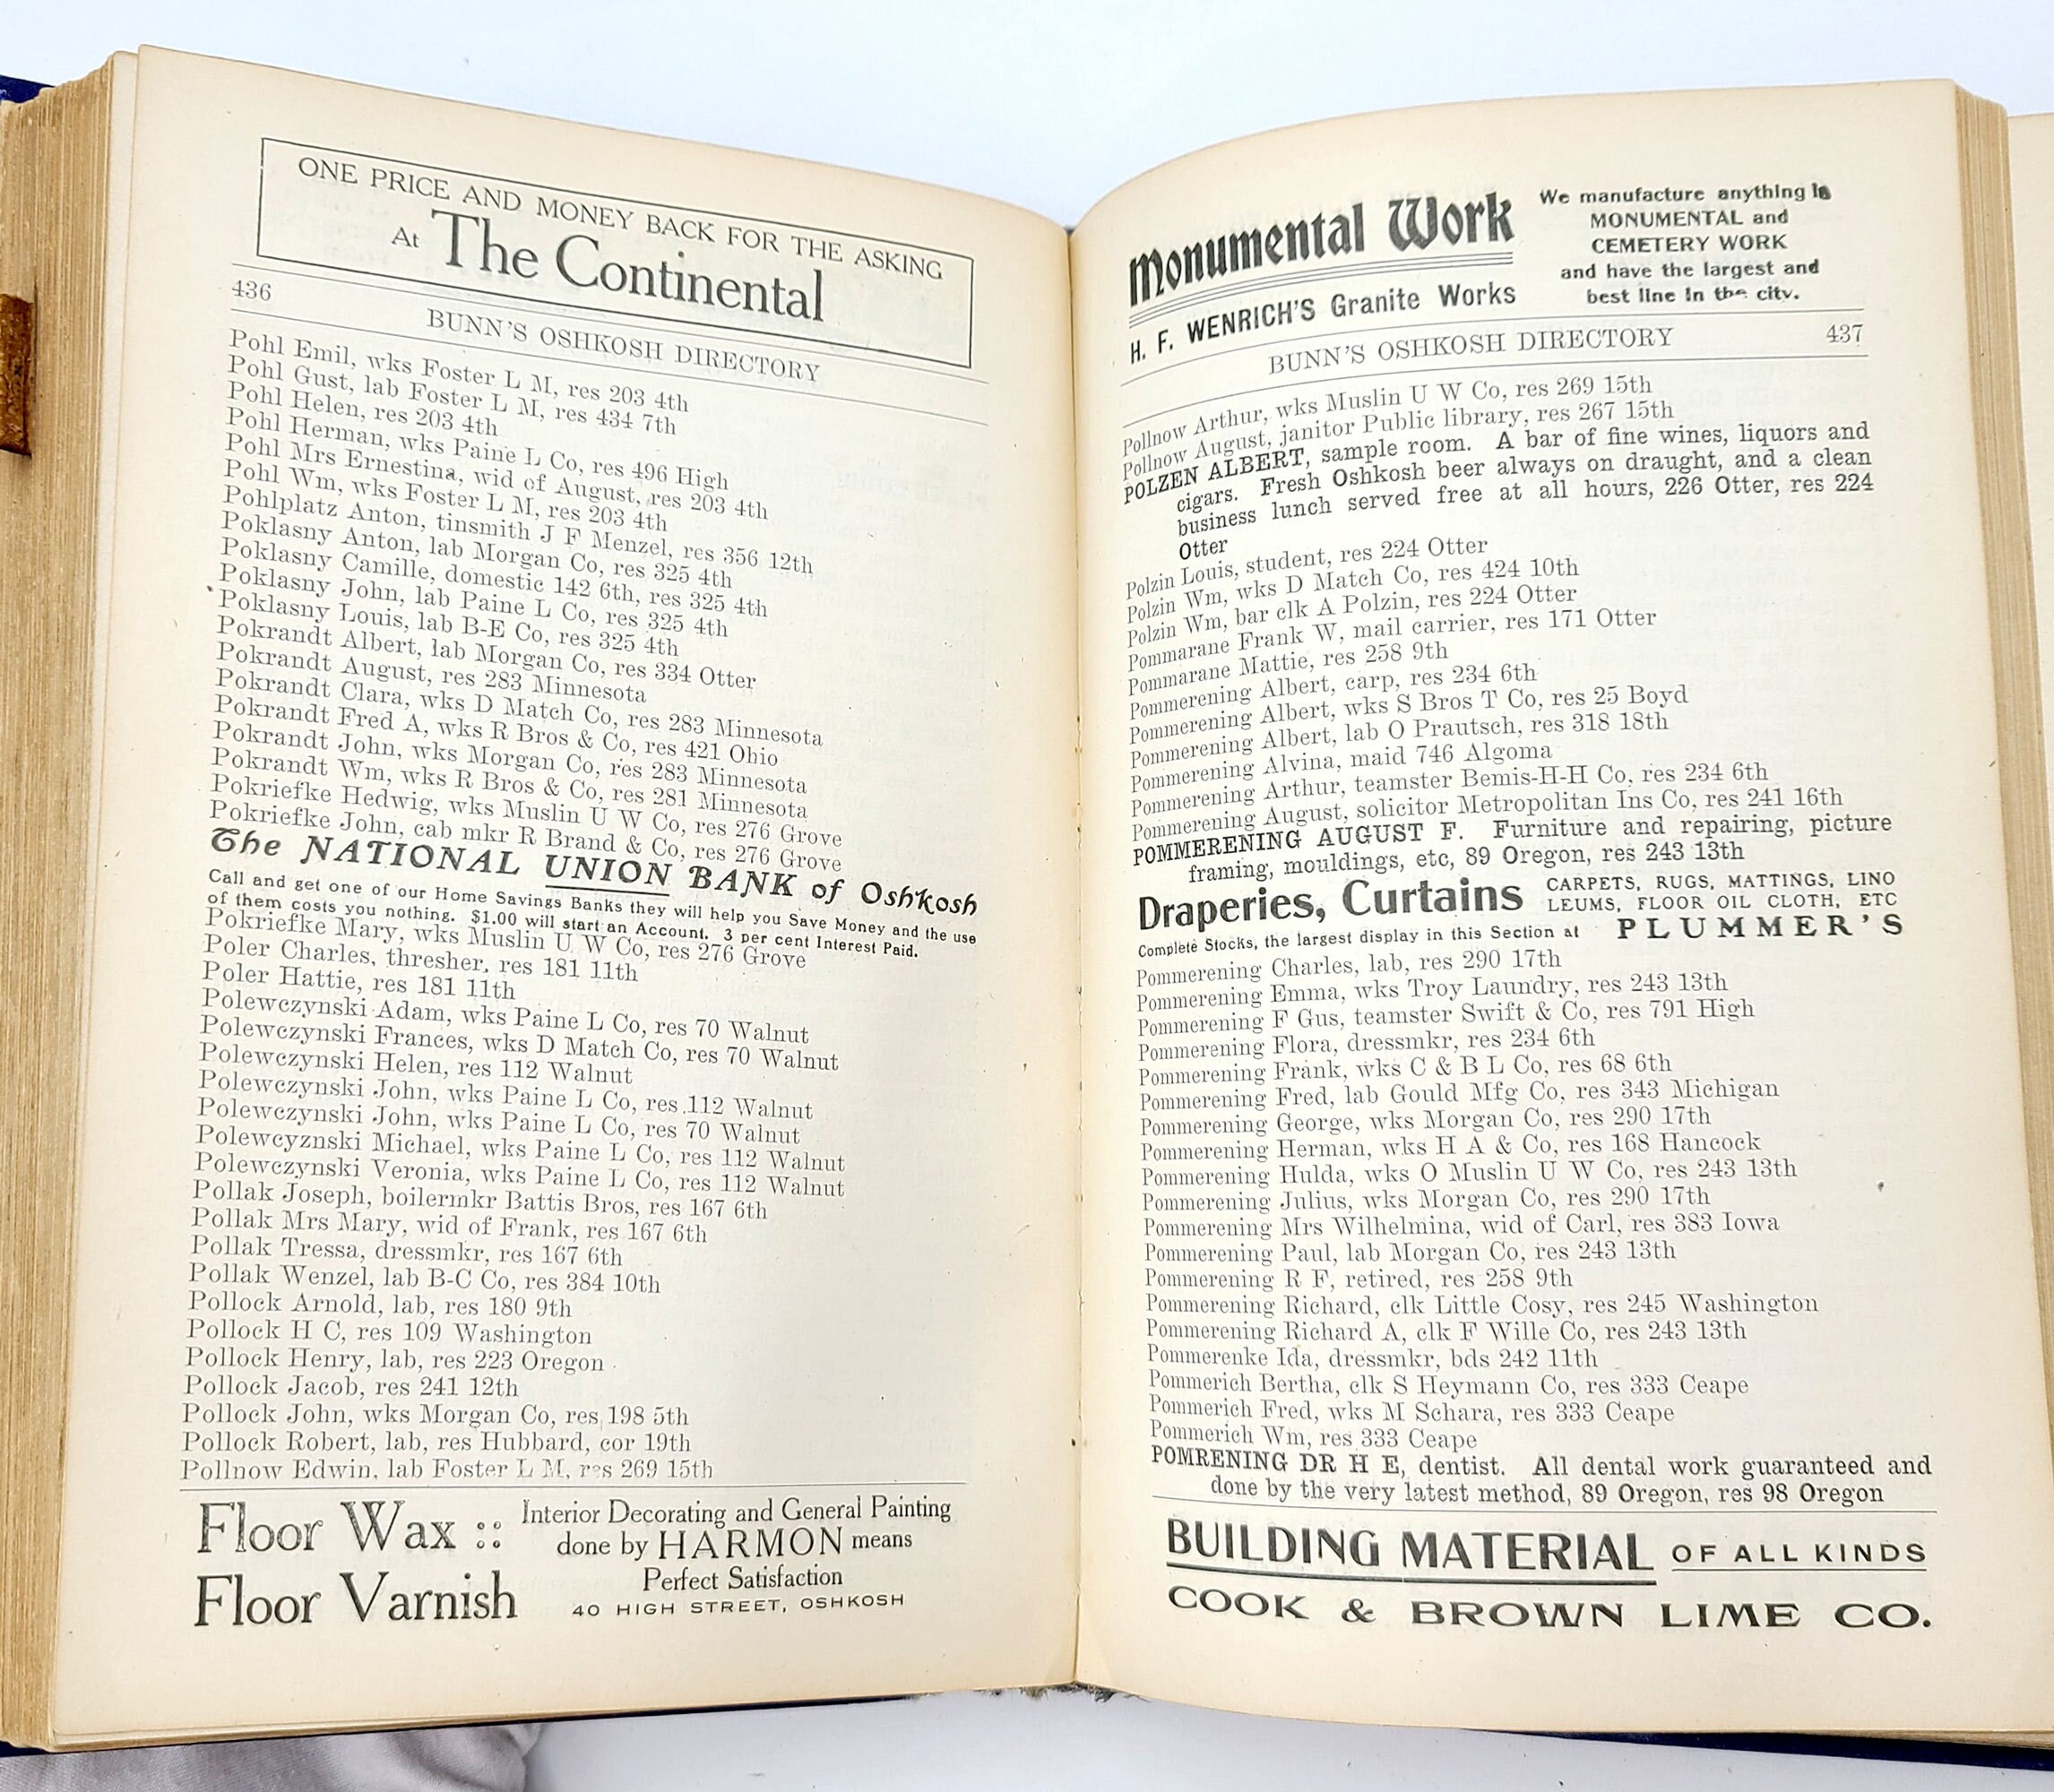 ONE PRICE AND MONEY BACK FOR THE ASKING
At The Continental
436
BUNN'S OSHKOSH DIRECTORY
Pohl Emil, wks Foster L M, res 203 4th
Pohl Gust, lab Foster L M, res 434 7th
Pohl Helen, res 203 4th
Pohl Herman, wks Paine L Co, res 496 High
Pohl Mrs Ernestina, wid of August, res 203 4th
Pohl Wm, wks Foster L M, res 203 4th
Pohlplatz Anton, tinsmith J F Menzel, res 356 12th
Poklasny Anton, lab Morgan Co, res 325 4th
Poklasny Camille, domestic 142 6th, res 325 4th
Poklasny John, lab Paine L Co, res 325 4th
Poklasny Louis, lab B-E Co, res 325 4th
Pokrandt Albert, lab Morgan Co, res 334 Otter
Pokrandt August, res 283 Minnesota
Pokrandt Clara, wks D Match Co, res 283 Minnesota
Pokrandt Fred A, wks R Bros & Co, res 421 Ohio
Pokrandt John, wks Morgan Co, res 283 Minnesota
Pokrandt Wm, wks R Bros & Co, res 281 Minnesota
Pokriefke Hedwig, wks Muslin U W Co, res 276 Grove
Pokriefke John, cab mkr R Brand & Co, res 276 Grove
The NATIONAL UNION BANK of Oshkosh
Call and get one of our Home Savings Banks they will help you Save Money and the use
of them costs you nothing. $1.00 will start an Account. 3 per cent Interest Paid.
Pokriefke Mary, wks Muslin U W Co, res 276 Grove
Poler Charles, thresher, res 181 11th
Poler Hattie, res 181 11th
Polewczynski Adam, wks Paine L Co, res 70 Walnut
Polewczynski Frances, wks D Match Co, res 70 Walnut
Polewczynski Helen, res 112 Walnut
Polewczynski John, wks Paine L Co, res 112 Walnut
Polewczynski John, wks Paine L Co, res 70 Walnut
Polewcyznski Michael, wks Paine L Co, res 112 Walnut
Polewczynski Veronia, wks Paine L Co, res 112 Walnut
Pollak Joseph, boilermkr Battis Bros, res 167 6th
Pollak Mrs Mary, wid of Frank, res 167 6th
Pollak Tressa, dressmkr, res 167 6th
Pollak Wenzel, lab B-C Co, res 384 10th
Pollock Arnold, lab, res 180 9th
Pollock H C, res 109 Washington
Pollock Henry, lab, res 223 Oregon
Pollock Jacob, res 241 12th
Pollock John, wks Morgan Co, res 198 5th
Pollock Robert, lab, res Hubbard, cor 19th
Pollnow Edwin, lab Foster L M, res 269 15th
Floor Wax ::
Floor Varnish
Interior Decorating and General Painting
done by HARMON means
Perfect Satisfaction
40 HIGH STREET, OSHKOSH
Monumental Work
H. F. WENRICH'S Granite Works
We manufacture anything in
MONUMENTAL and
CEMETERY WORK
and have the largest and
best line in the city.
BUNN'S OSHKOSH DIRECTORY
437
Pollnow Arthur, wks Muslin U W Co, res 269 15th
Pollnow August, janitor Public library, res 267 15th
POLZEN ALBERT, sample room. A bar of fine wines, liquors and
cigars. Fresh Oshkosh beer always on draught, and a clean
business lunch served free at all hours, 226 Otter, res 224
Otter
Polzin Louis, student, res 224 Otter
Polzin Wm, wks D Match Co, res 424 10th
Polzin Wm, bar clk A Polzin, res 224 Otter
Pommarane Frank W, mail carrier, res 171 Otter
Pommarane Mattie, res 258 9th
Pommerening Albert, carp, res 234 6th
Pommerening Albert, wks S Bros T Co, res 25 Boyd
Pommerening Albert, lab O Prautsch, res 318 18th
Pommerening Alvina, maid 746 Algoma
Pommerening Arthur, teamster Bemis-H-H Co, res 234 6th
Pommerening August, solicitor Metropolitan Ins Co, res 241 16th
POMMERENING AUGUST F. Furniture and repairing, picture
framing, mouldings, etc, 89 Oregon, res 243 13th
Draperies, Curtains
CARPETS, RUGS, MATTINGS, LINO
LEUMS, FLOOR OIL CLOTH, ETC
Complete Stocks, the largest display in this Section at PLUMMER'S
Pommerening Charles, lab, res 290 17th
Pommerening Emma, wks Troy Laundry, res 243 13th
Pommerening F Gus, teamster Swift & Co, res 791 High
Pommerening Flora, dressmkr, res 234 6th
Pommerening Frank, wks C & B L Co, res 68 6th
Pommerening Fred, lab Gould Mfg Co, res 343 Michigan
Pommerening George, wks Morgan Co, res 290 17th
Pommerening Herman, wks H A & Co, res 168 Hancock
Pommerening Hulda, wks O Muslin U W Co, res 243 13th
Pommerening Julius, wks Morgan Co, res 290 17th
Pommerening Mrs Wilhelmina, wid of Carl, res 383 Iowa
Pommerening Paul, lab Morgan Co, res 243 13th
Pommerening R F, retired, res 258 9th
Pommerening Richard, clk Little Cosy, res 245 Washington
Pommerening Richard A, clk F Wille Co, res 243 13th
Pommerenke Ida, dressmkr, bds 242 11th
Pommerich Bertha, clk S Heymann Co, res 333 Ceape
Pommerich Fred, wks M Schara, res 333 Ceape
Pommerich Wm, res 333 Ceape
POMRENING DR H E, dentist. All dental work guaranteed and
done by the very latest method, 89 Oregon, res 98 Oregon
BUILDING MATERIAL OF ALL KINDS
COOK & BROWN LIME CO.